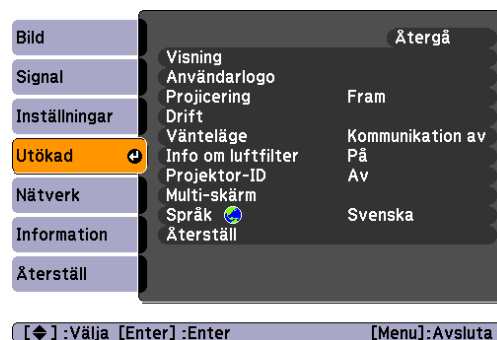 Bild
Signal
Inställningar
Utökad
Nätverk
Information
Återställ
Återgå
Visning
Användarlogo
Projicering Fram
Drift
Vänteläge Kommunikation av
Info om luftfilter På
Projektor-ID Av
Multi-skärm
Språk Svenska
Återställ
[ ] :Välja [Enter] :Enter [Menu]:Avsluta